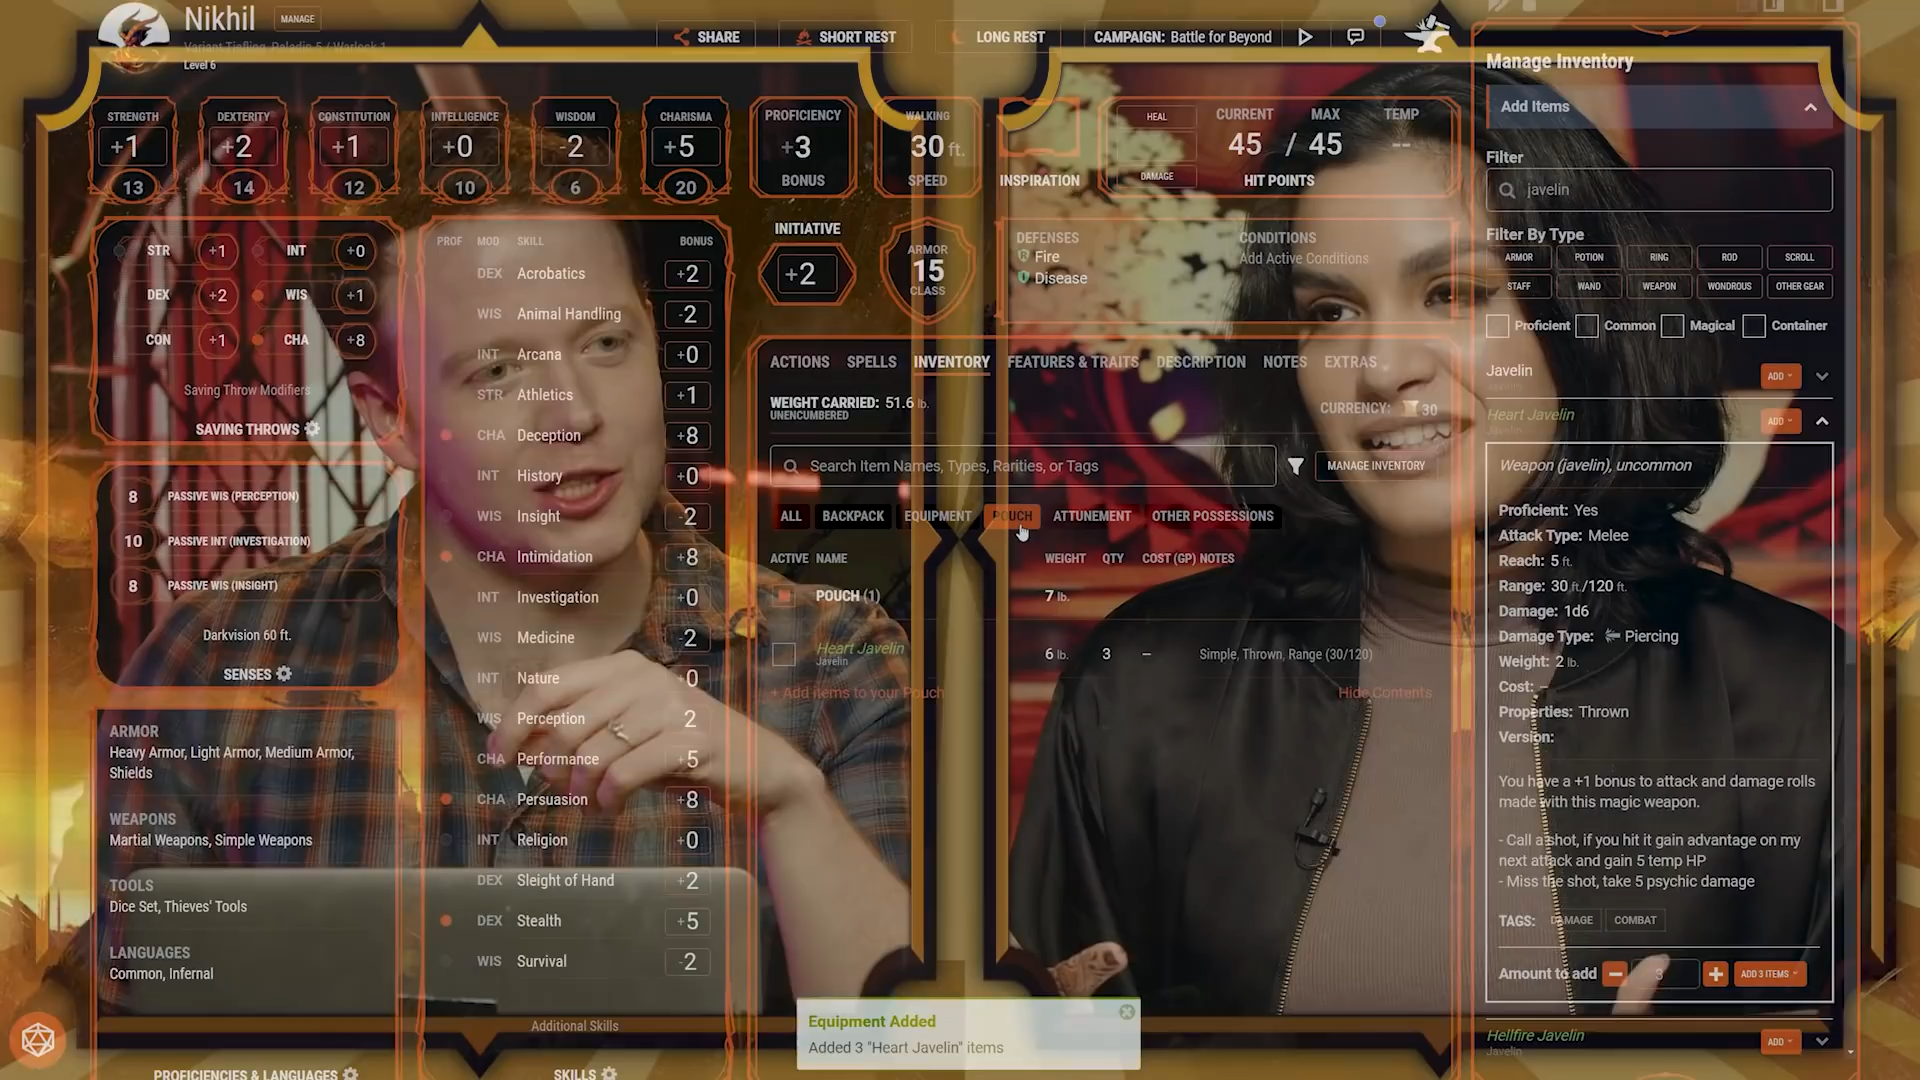 Nikhil
MANAGE
Variant Tiefling, Paladin 5 / Warlock 1
Level 6
SHARE
SHORT REST
LONG REST
CAMPAIGN: Battle for Beyond
STRENGTH
+1
13
DEXTERITY
+2
14
CONSTITUTION
+1
12
INTELLIGENCE
+0
10
WISDOM
-2
6
CHARISMA
+5
20
PROFICIENCY
+3
BONUS
WALKING
30 ft.
SPEED
INSPIRATION
HEAL
DAMAGE
CURRENT MAX TEMP
45 / 45 --
HIT POINTS
STR +1 INT +0
DEX +2 WIS +1
CON +1 CHA +8
Saving Throw Modifiers
SAVING THROWS
8 PASSIVE WIS (PERCEPTION)
10 PASSIVE INT (INVESTIGATION)
8 PASSIVE WIS (INSIGHT)
Darkvision 60 ft.
SENSES
ARMOR
Heavy Armor, Light Armor, Medium Armor,
Shields
WEAPONS
Martial Weapons, Simple Weapons
TOOLS
Dice Set, Thieves' Tools
LANGUAGES
Common, Infernal
PROFICIENCIES & LANGUAGES
PROF MOD SKILL BONUS
DEX Acrobatics +2
WIS Animal Handling -2
INT Arcana +0
STR Athletics +1
CHA Deception +8
INT History +0
WIS Insight -2
CHA Intimidation +8
INT Investigation +0
WIS Medicine -2
INT Nature +0
WIS Perception 2
CHA Performance +5
CHA Persuasion +8
INT Religion +0
DEX Sleight of Hand +2
DEX Stealth +5
WIS Survival -2
Additional Skills
SKILLS
INITIATIVE
+2
ARMOR
15
CLASS
DEFENSES
Fire
Disease
CONDITIONS
Add Active Conditions
ACTIONS SPELLS INVENTORY FEATURES & TRAITS DESCRIPTION NOTES EXTRAS
WEIGHT CARRIED: 51.6 lb.
UNENCUMBERED
CURRENCY: 30
Search Item Names, Types, Rarities, or Tags
MANAGE INVENTORY
ALL BACKPACK EQUIPMENT POUCH ATTUNEMENT OTHER POSSESSIONS
ACTIVE NAME WEIGHT QTY COST (GP) NOTES
POUCH (1) 7 lb.
Heart Javelin 6 lb. 3 – Simple, Thrown, Range (30/120)
Javelin
+ Add items to your Pouch Hide Contents
Equipment Added
Added 3 "Heart Javelin" items
Manage Inventory
Add Items
Filter
javelin
Filter By Type
ARMOR POTION RING ROD SCROLL
STAFF WAND WEAPON WONDROUS OTHER GEAR
Proficient Common Magical Container
Javelin ADD
Heart Javelin ADD
Weapon (javelin), uncommon
Proficient: Yes
Attack Type: Melee
Reach: 5 ft.
Range: 30 ft./120 ft.
Damage: 1d6
Damage Type: Piercing
Weight: 2 lb.
Cost: –
Properties: Thrown
Version:
You have a +1 bonus to attack and damage rolls
made with this magic weapon.
- Call a shot, if you hit it gain advantage on my
next attack and gain 5 temp HP
- Miss the shot, take 5 psychic damage
TAGS: DAMAGE COMBAT
Amount to add 3 ADD 3 ITEMS
Hellfire Javelin ADD
Javelin